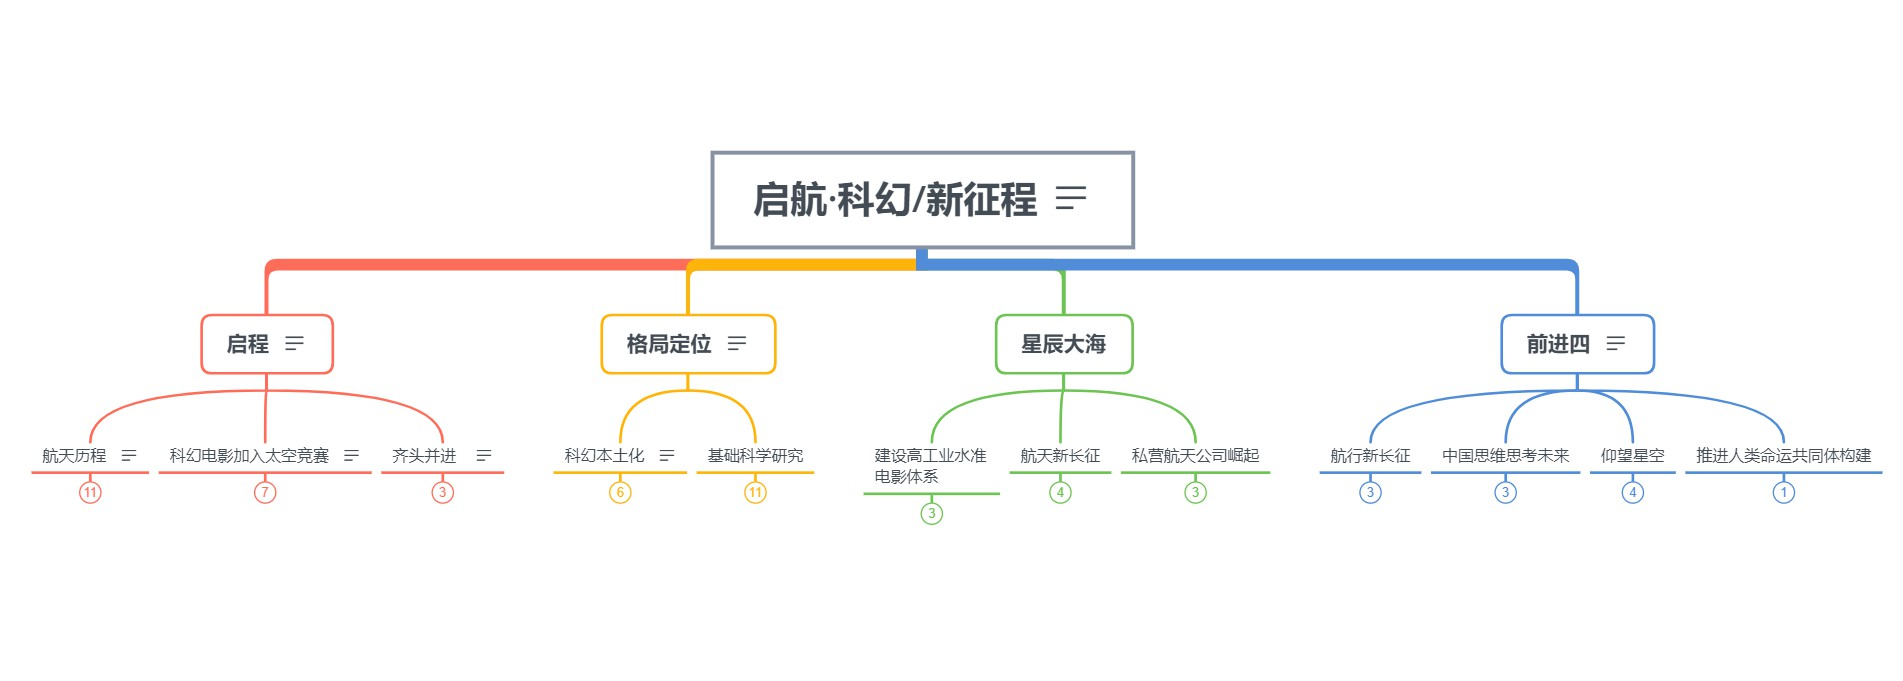 启航·科幻/新征程
启程
格局定位
星辰大海
前进四
航天历程
科幻电影加入太空竞赛
齐头并进
科幻本土化
基础科学研究
建设高工业水准
电影体系
航天新长征
私营航天公司崛起
航行新长征
中国思维思考未来
仰望星空
推进人类命运共同体构建
11
7
3
6
11
3
4
3
3
3
4
1